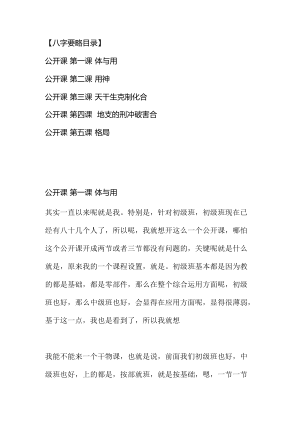 【八字要略目录】
公开课 第一课 体与用
公开课 第二课 用神
公开课 第三课 天干生克制化合
公开课 第四课 地支的刑冲破害合
公开课 第五课 格局
公开课 第一课 体与用
其实一直以来呢就是我。特别是，针对初级班，初级班现在已
经有八十几个人了，所以呢，我就想开这么一个公开课，哪怕
这个公开课开成两节或者三节都没有问题的，关键呢就是什么
就是，原来我的一个课程设置，就是，初级班基本都是因为教
的都是基础，都是零部件，那么在整个综合运用方面呢，初级
班也好，那么中级班也好，会显得在应用方面呢，显得很薄弱，
基于这一点，我也是看到了，所以我就想
我能不能来一个干物课，也就是说，前面我们初级班也好，中
级班也好，上的都是，按部就班，就是按基础，嗯，一节一节